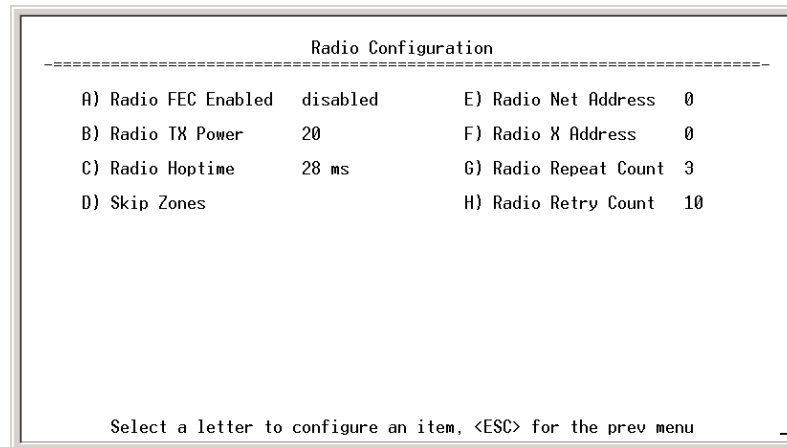 Radio Configuration
-==========================================================================-
A) Radio FEC Enabled disabled E) Radio Net Address 0
B) Radio TX Power 20 F) Radio X Address 0
C) Radio Hoptime 28 ms G) Radio Repeat Count 3
D) Skip Zones H) Radio Retry Count 10
Select a letter to configure an item, <ESC> for the prev menu _